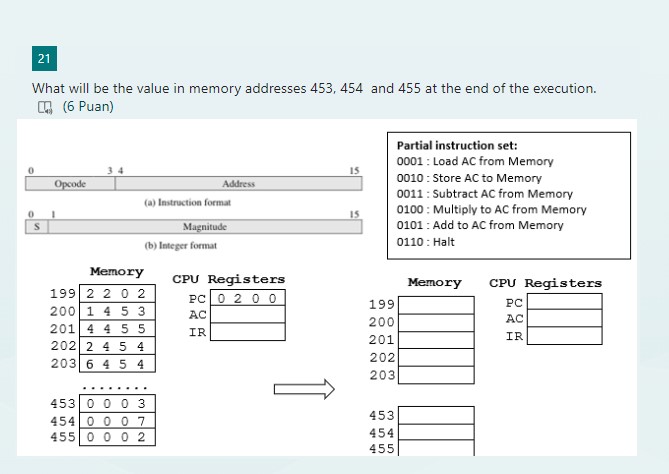 21
What will be the value in memory addresses 453, 454 and 455 at the end of the execution.
(6 Puan)
Partial instruction set:
0001 : Load AC from Memory
0010 : Store AC to Memory
0011 : Subtract AC from Memory
0100 : Multiply to AC from Memory
0101 : Add to AC from Memory
0110 : Halt
0 3 4 15
Opcode Address
(a) Instruction format
0 1 15
S Magnitude
(b) Integer format
Memory CPU Registers
199 2 2 0 2 PC 0 2 0 0
200 1 4 5 3 AC
201 4 4 5 5 IR
202 2 4 5 4
203 6 4 5 4
........
453 0 0 0 3
454 0 0 0 7
455 0 0 0 2
Memory CPU Registers
199 PC
200 AC
201 IR
202
203
453
454
455